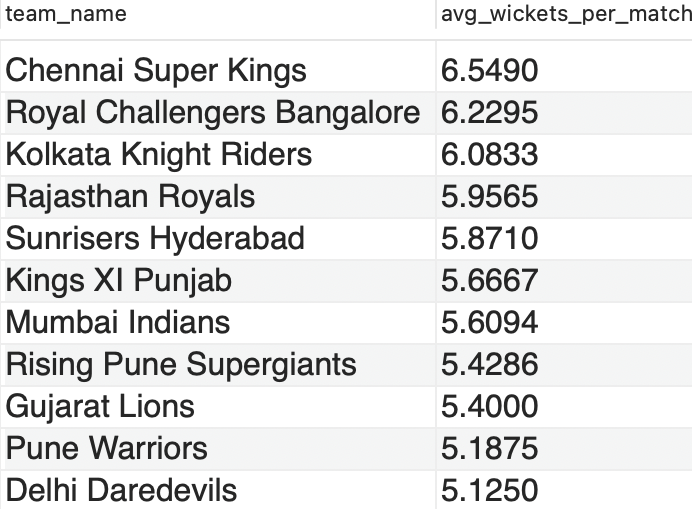 team_name avg_wickets_per_match
Chennai Super Kings 6.5490
Royal Challengers Bangalore 6.2295
Kolkata Knight Riders 6.0833
Rajasthan Royals 5.9565
Sunrisers Hyderabad 5.8710
Kings XI Punjab 5.6667
Mumbai Indians 5.6094
Rising Pune Supergiants 5.4286
Gujarat Lions 5.4000
Pune Warriors 5.1875
Delhi Daredevils 5.1250